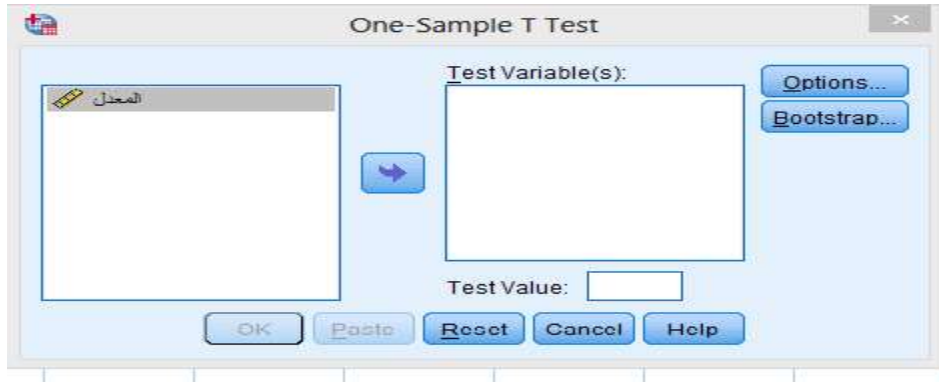 One-Sample T Test
المعدل
Test Variable(s):
Options...
Bootstrap...
Test Value:
OK
Paste
Reset
Cancel
Help